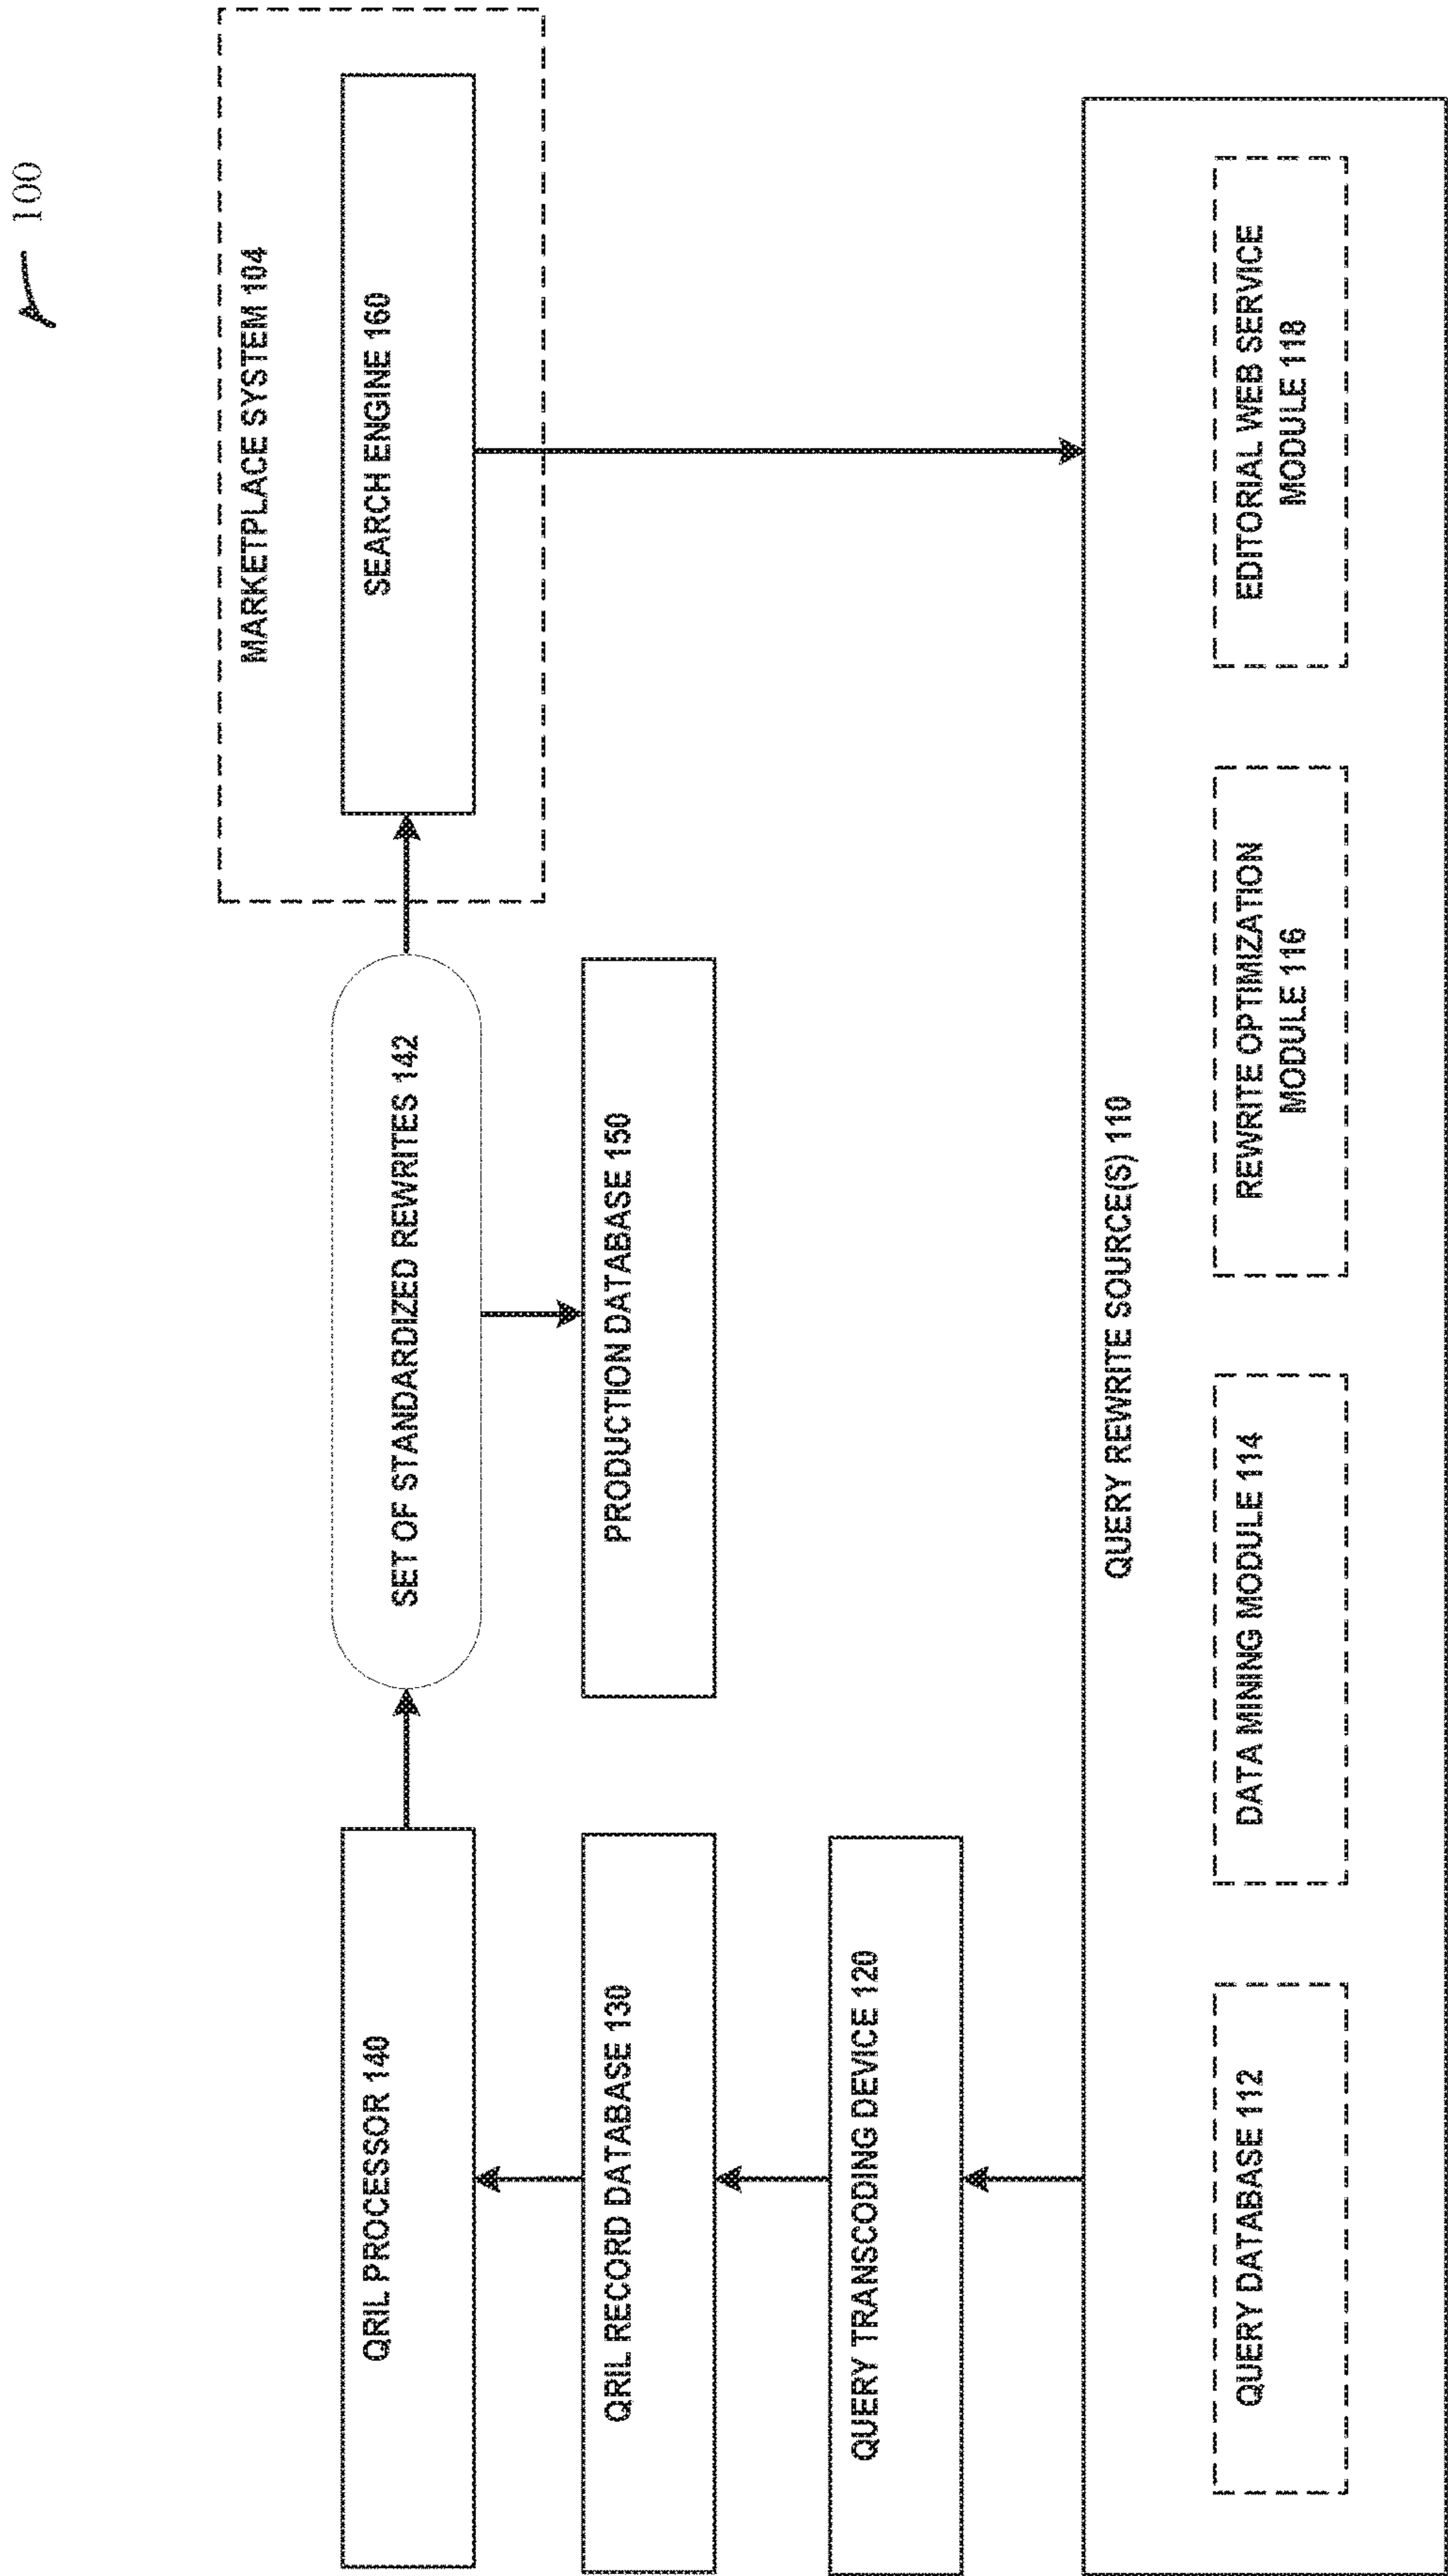 100
MARKETPLACE SYSTEM 104
QRIL PROCESSOR 140
SET OF STANDARDIZED REWRITES 142
SEARCH ENGINE 160
QRIL RECORD DATABASE 130
PRODUCTION DATABASE 150
QUERY TRANSCODING DEVICE 120
QUERY REWRITE SOURCE(S) 110
QUERY DATABASE 112
DATA MINING MODULE 114
REWRITE OPTIMIZATION
MODULE 116
EDITORIAL WEB SERVICE
MODULE 118